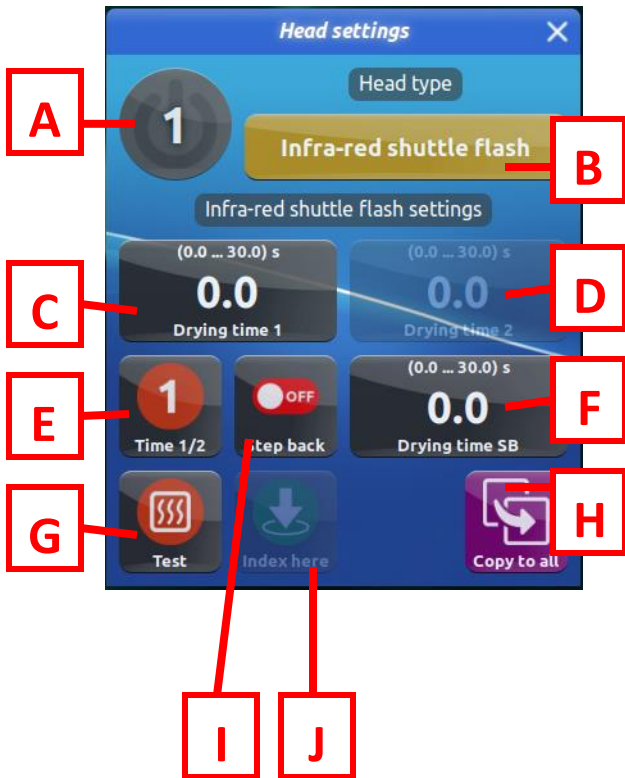 Head settings
A
1
Head type
Infra-red shuttle flash
B
Infra-red shuttle flash settings
C
(0.0 ... 30.0) s
0.0
Drying time 1
(0.0 ... 30.0) s
0.0
Drying time 2
D
E
1
Time 1/2
OFF
Step back
(0.0 ... 30.0) s
0.0
Drying time SB
F
G
Test
Index here
Copy to all
H
I
J